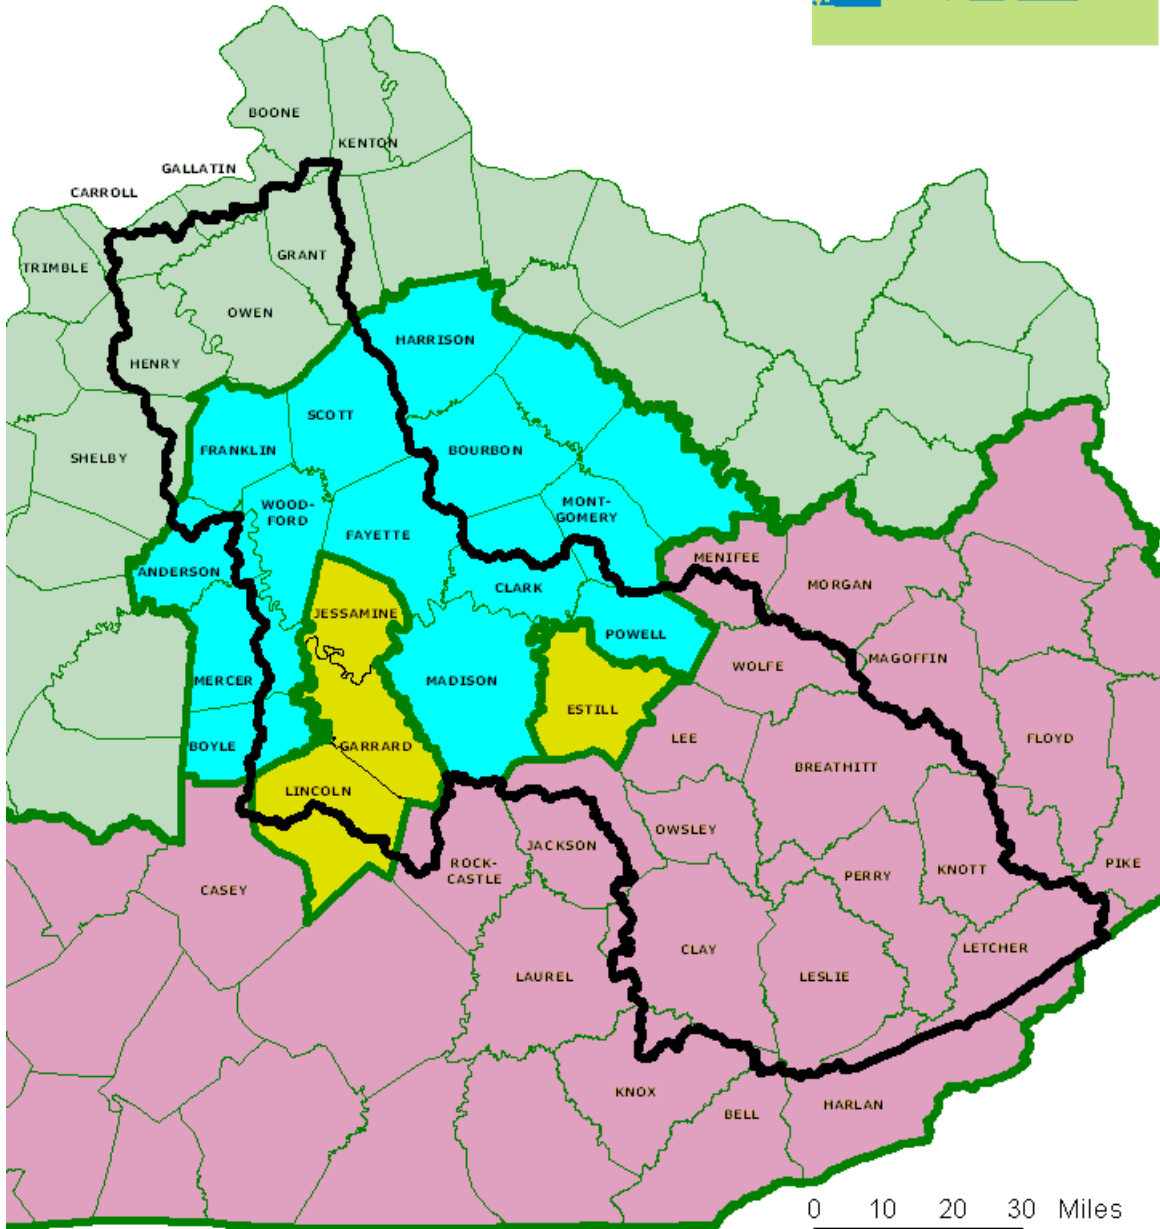 BOONE
KENTON
GALLATIN
CARROLL
TRIMBLE
GRANT
OWEN
HARRISON
HENRY
SCOTT
FRANKLIN
BOURBON
SHELBY
WOOD-
FORD
MONT-
GOMERY
FAYETTE
MENIFEE
ANDERSON
MORGAN
CLARK
JESSAMINE
POWELL
MAGOFFIN
WOLFE
MERCER
MADISON
ESTILL
LEE
FLOYD
BOYLE
GARRARD
BREATHITT
LINCOLN
OWSLEY
JACKSON
ROCK-
CASTLE
PERRY
KNOTT
PIKE
CASEY
CLAY
LETCHER
LAUREL
LESLIE
KNOX
HARLAN
BELL
0 10 20 30 Miles